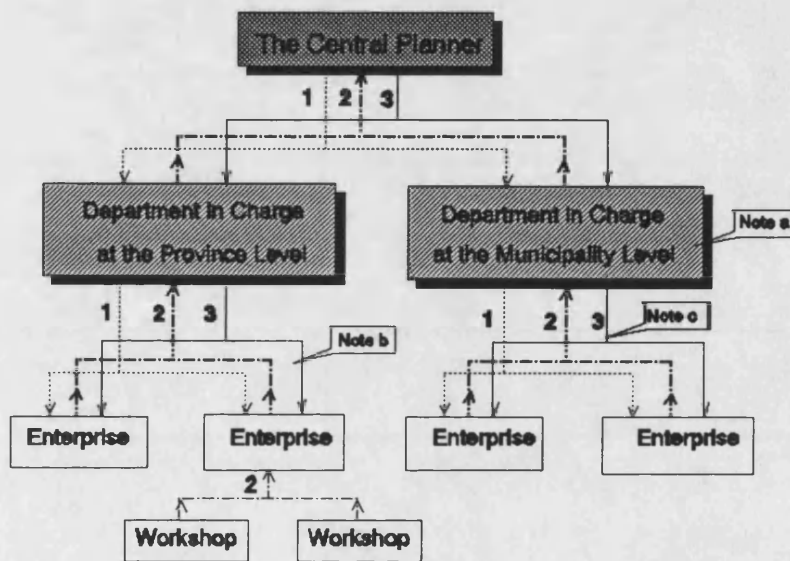 The Central Planner
1 2 3
Department in Charge
at the Province Level
Department in Charge
at the Municipality Level
Note a
1 2 3
1 2 3
Note b
Note c
Enterprise
Enterprise
Enterprise
Enterprise
2
Workshop
Workshop